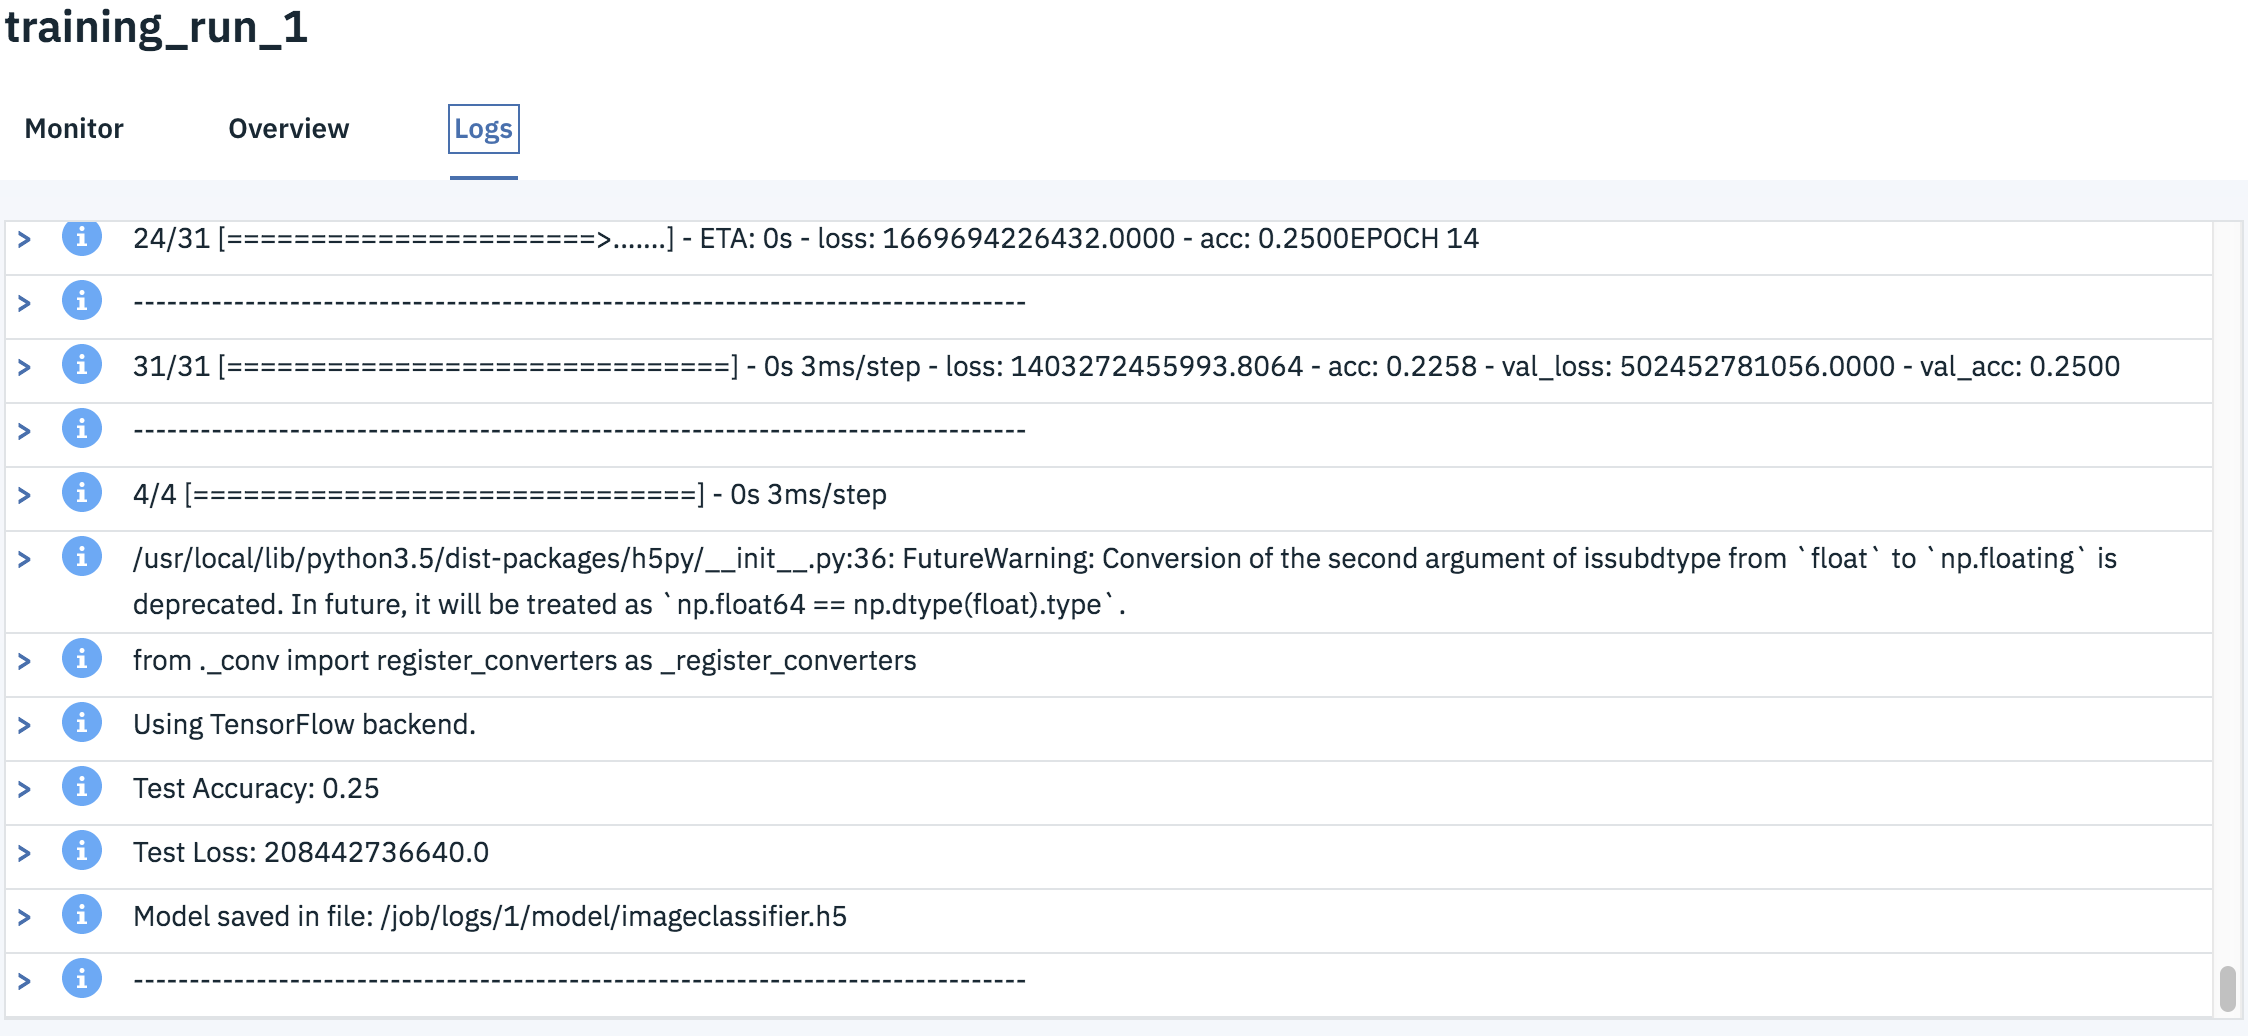 training_run_1
Monitor Overview Logs
> i 24/31 [======================>.......] - ETA: 0s - loss: 1669694226432.0000 - acc: 0.2500EPOCH 14
> i --------------------------------------------------------------------------------
> i 31/31 [==============================] - 0s 3ms/step - loss: 1403272455993.8064 - acc: 0.2258 - val_loss: 502452781056.0000 - val_acc: 0.2500
> i --------------------------------------------------------------------------------
> i 4/4 [==============================] - 0s 3ms/step
> i /usr/local/lib/python3.5/dist-packages/h5py/__init__.py:36: FutureWarning: Conversion of the second argument of issubdtype from `float` to `np.floating` is
deprecated. In future, it will be treated as `np.float64 == np.dtype(float).type`.
> i from ._conv import register_converters as _register_converters
> i Using TensorFlow backend.
> i Test Accuracy: 0.25
> i Test Loss: 208442736640.0
> i Model saved in file: /job/logs/1/model/imageclassifier.h5
> i --------------------------------------------------------------------------------